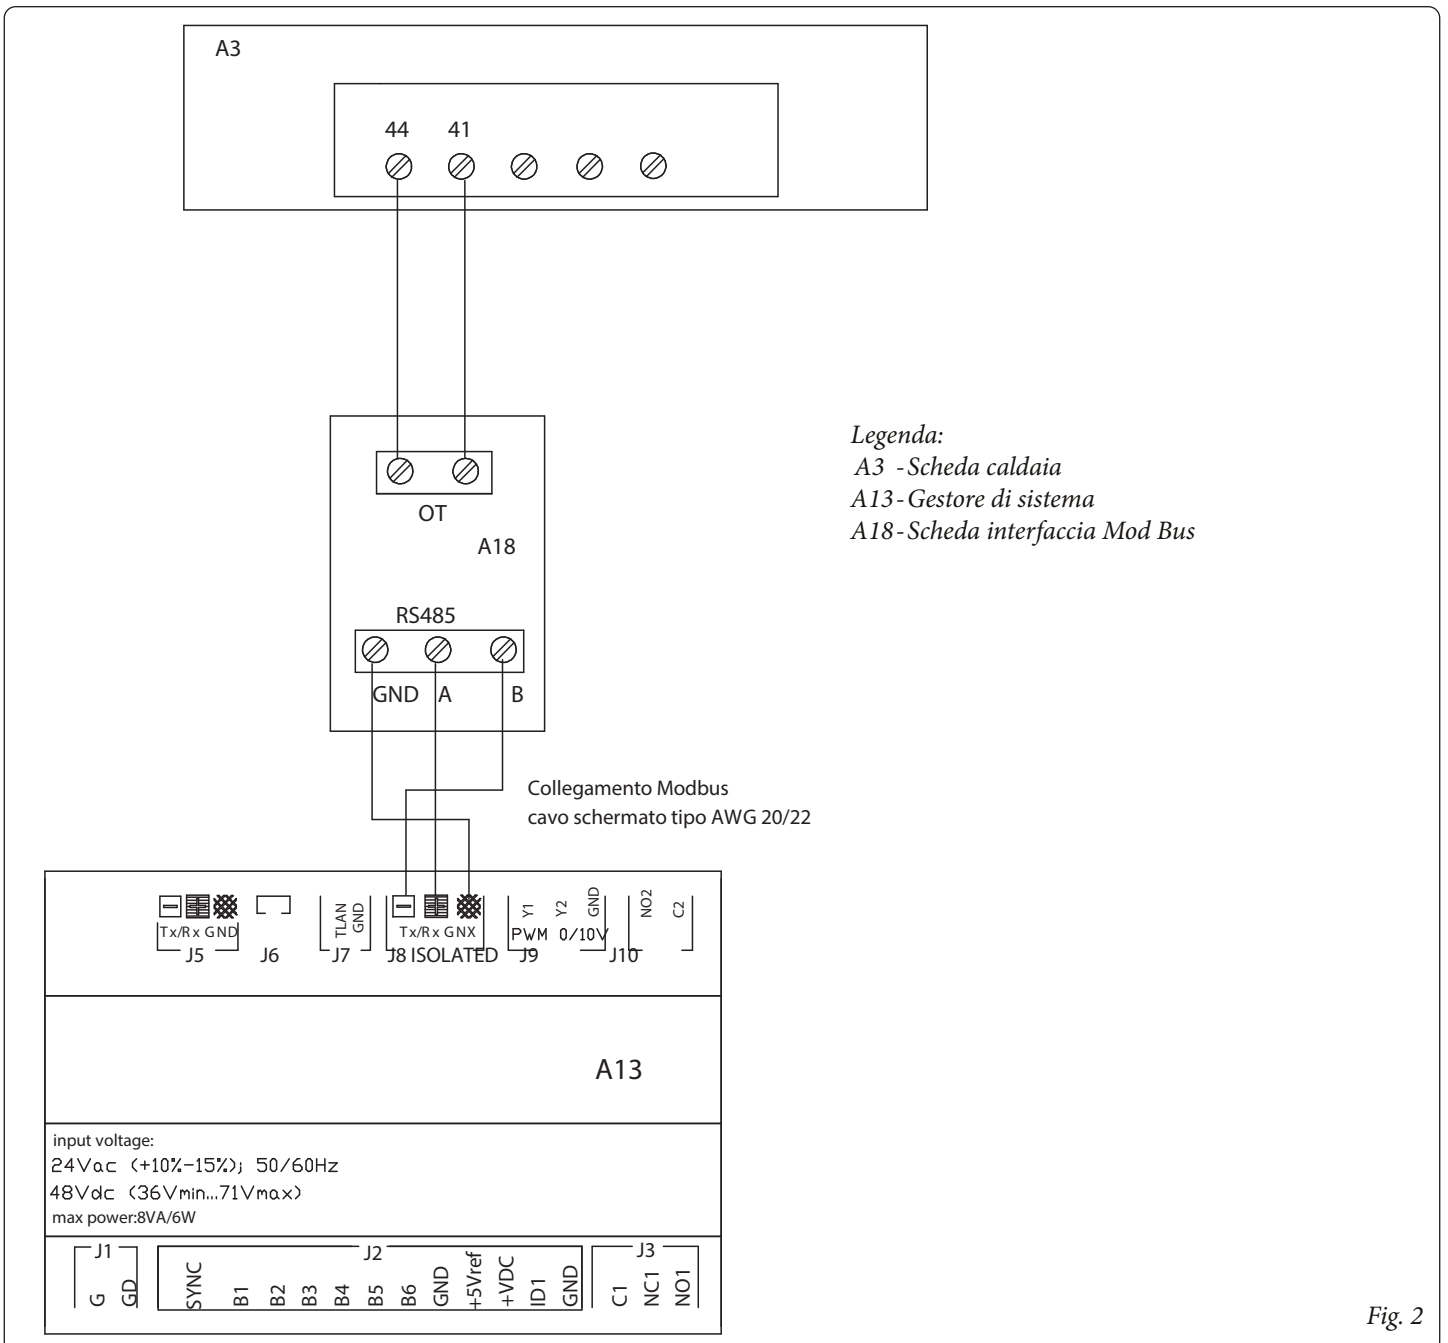 A3
44 41
OT
A18
RS485
GND A B
Legenda:
A3 - Scheda caldaia
A13 - Gestore di sistema
A18 - Scheda interfaccia Mod Bus
Collegamento Modbus
cavo schermato tipo AWG 20/22
Tx/Rx GND
J5
J6
TLAN
GND
J7
Tx/Rx GNX
J8 ISOLATED
Y1 Y2 GND
PWM 0/10V
J9
NO2 C2
J10
A13
input voltage:
24Vac (+10%-15%); 50/60Hz
48Vdc (36Vmin...71Vmax)
max power:8VA/6W
J1
G GD
J2
SYNC B1 B2 B3 B4 B5 B6 GND +5Vref +VDC ID1 GND
J3
C1 NC1 NO1
Fig. 2